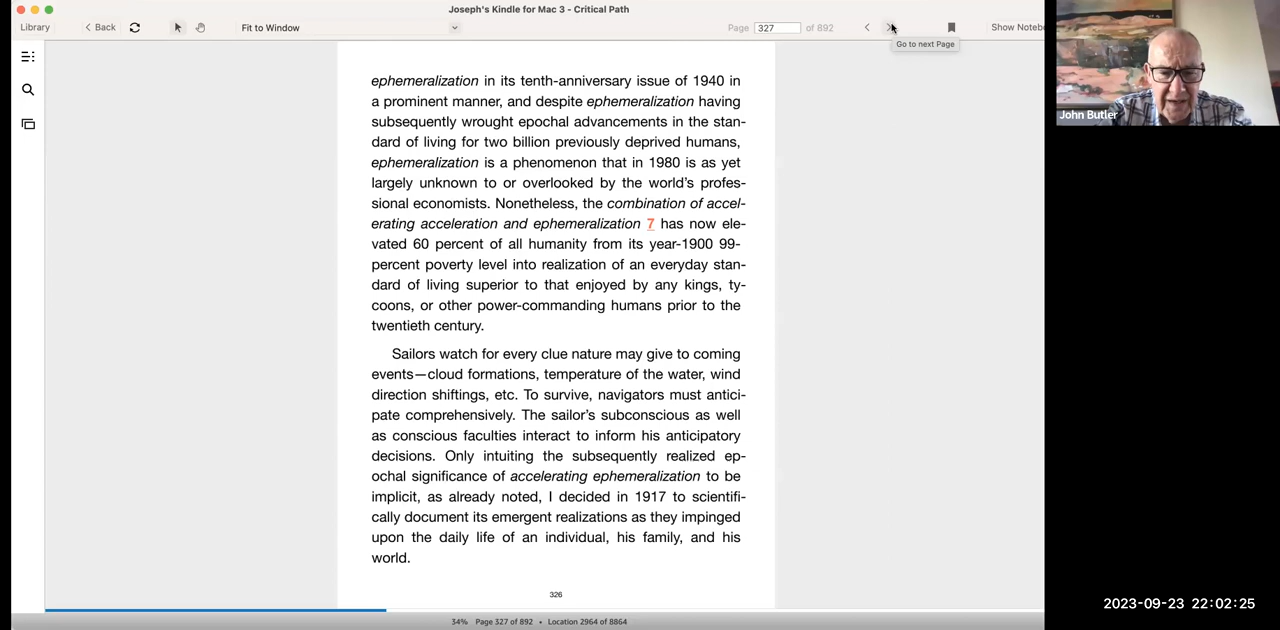 Joseph's Kindle for Mac 3 - Critical Path
Library
Back
Fit to Window
Page 327 of 892
Show Notebo
Go to next Page
ephemeralization in its tenth-anniversary issue of 1940 in
a prominent manner, and despite ephemeralization having
subsequently wrought epochal advancements in the stan-
dard of living for two billion previously deprived humans,
ephemeralization is a phenomenon that in 1980 is as yet
largely unknown to or overlooked by the world's profes-
sional economists. Nonetheless, the combination of accel-
erating acceleration and ephemeralization 7 has now ele-
vated 60 percent of all humanity from its year-1900 99-
percent poverty level into realization of an everyday stan-
dard of living superior to that enjoyed by any kings, ty-
coons, or other power-commanding humans prior to the
twentieth century.
Sailors watch for every clue nature may give to coming
events—cloud formations, temperature of the water, wind
direction shiftings, etc. To survive, navigators must antici-
pate comprehensively. The sailor's subconscious as well
as conscious faculties interact to inform his anticipatory
decisions. Only intuiting the subsequently realized ep-
ochal significance of accelerating ephemeralization to be
implicit, as already noted, I decided in 1917 to scientifi-
cally document its emergent realizations as they impinged
upon the daily life of an individual, his family, and his
world.
326
34% Page 327 of 892 • Location 2964 of 8864
John Butler
2023-09-23 22:02:25